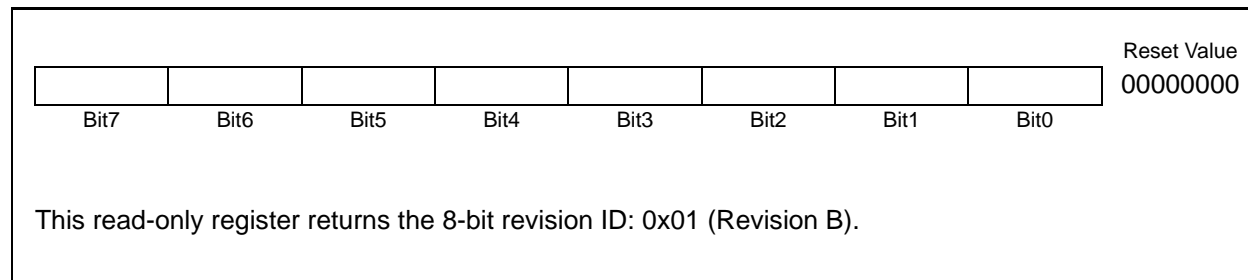 Reset Value
00000000
Bit7 Bit6 Bit5 Bit4 Bit3 Bit2 Bit1 Bit0
This read-only register returns the 8-bit revision ID: 0x01 (Revision B).